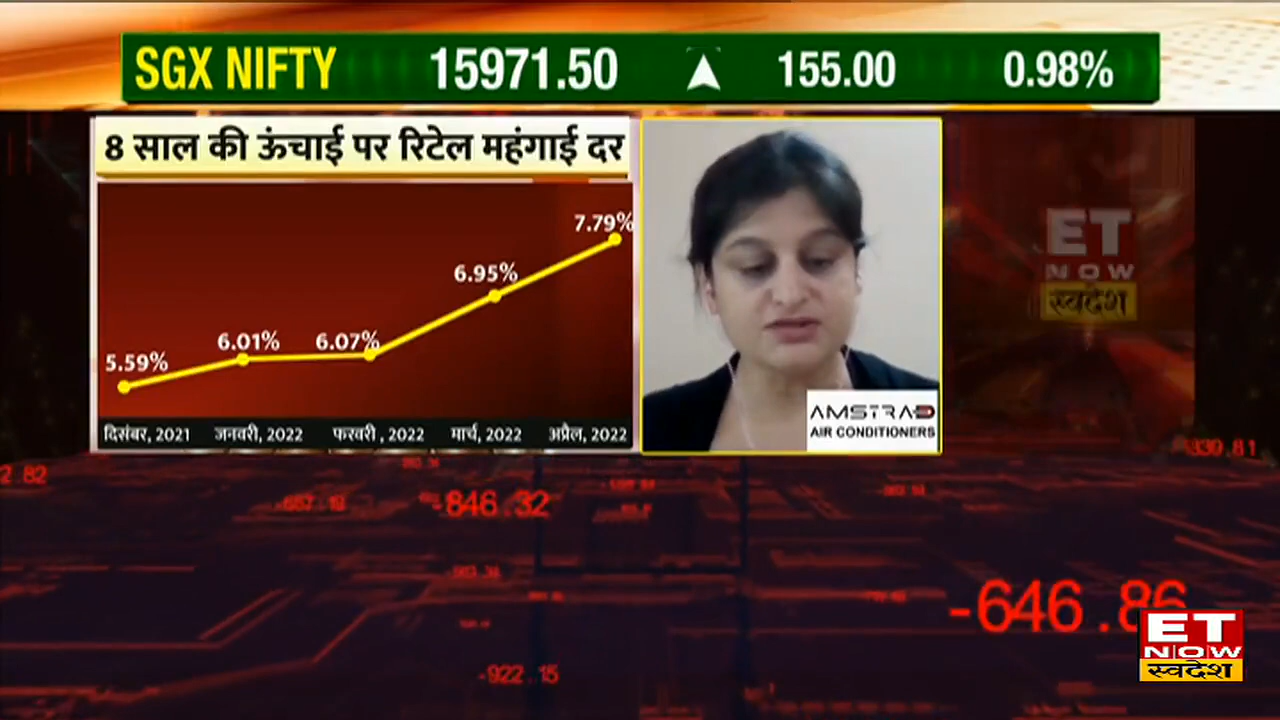 SGX NIFTY 15971.50 155.00 0.98%
8 साल की ऊंचाई पर रिटेल महंगाई दर
7.79%
6.95%
6.01% 6.07%
5.59%
दिसंबर, 2021 जनवरी, 2022 फरवरी , 2022 मार्च, 2022 अप्रैल, 2022
AMSTRAD
AIR CONDITIONERS
ET
NOW
स्वदेश
2.82
-846.32
-922.15
-646.86
ET
NOW
स्वदेश